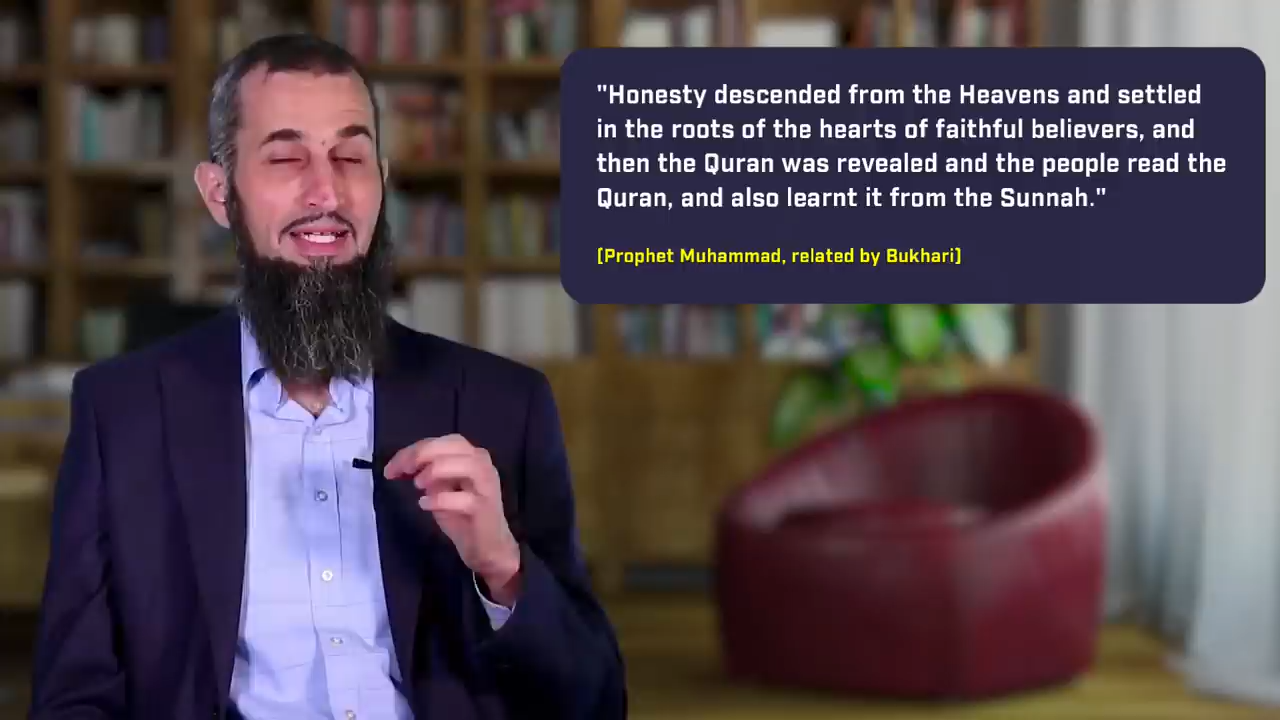 "Honesty descended from the Heavens and settled
in the roots of the hearts of faithful believers, and
then the Quran was revealed and the people read the
Quran, and also learnt it from the Sunnah."
[Prophet Muhammad, related by Bukhari]